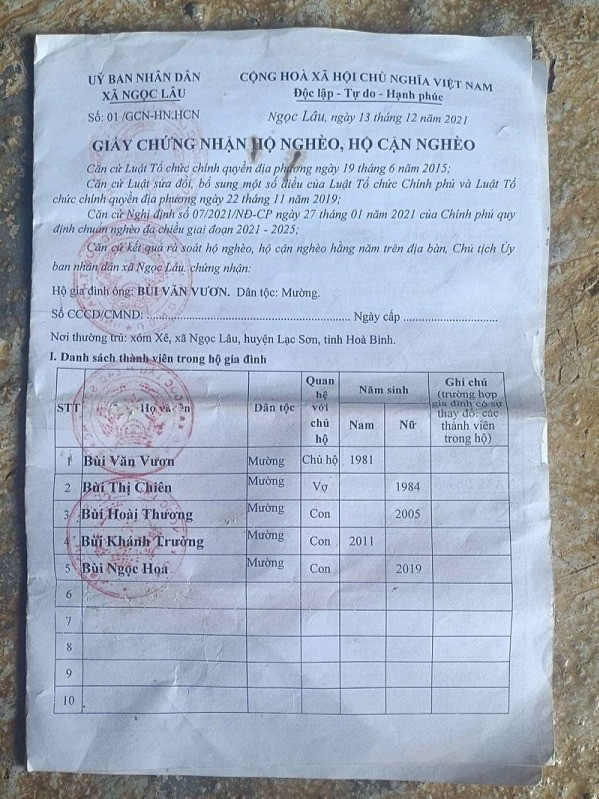 UỶ BAN NHÂN DÂN
XÃ NGỌC LÂU
Số: 01 /GCN-HN.HCN
CỘNG HOÀ XÃ HỘI CHỦ NGHĨA VIỆT NAM
Độc lập - Tự do - Hạnh phúc
Ngọc Lâu, ngày 13 tháng 12 năm 2021
GIẤY CHỨNG NHẬN HỘ NGHÈO, HỘ CẬN NGHÈO
Căn cứ Luật Tổ chức chính quyền địa phương ngày 19 tháng 6 năm 2015;
Căn cứ Luật sửa đổi, bổ sung một số điều của Luật Tổ chức Chính phủ và Luật Tổ
chức chính quyền địa phương ngày 22 tháng 11 năm 2019;
Căn cứ Nghị định số 07/2021/NĐ-CP ngày 27 tháng 01 năm 2021 của Chính phủ quy
định chuẩn nghèo đa chiều giai đoạn 2021 - 2025;
Căn cứ kết quả rà soát hộ nghèo, hộ cận nghèo hằng năm trên địa bàn, Chủ tịch Ủy
ban nhân dân xã Ngọc Lâu. chứng nhận:
Hộ gia đình ông: BÙI VĂN VƯƠN. Dân tộc: Mường.
Số CCCD/CMND: ........................................................ Ngày cấp ..........................
Nơi thường trú: xóm Xê, xã Ngọc Lâu, huyện Lạc Sơn, tỉnh Hoà Bình.
I. Danh sách thành viên trong hộ gia đình
STT Họ và tên Dân tộc Quan hệ với chủ hộ Năm sinh Nam Nữ Ghi chú (trường hợp gia đình có sự thay đổi các thành viên trong hộ)
1 Bùi Văn Vươn Mường Chủ hộ 1981
2 Bùi Thị Chiên Mường Vợ 1984
3 Bùi Hoài Thương Mường Con 2005
4 Bùi Khánh Trường Mường Con 2011
5 Bùi Ngọc Hoa Mường Con 2019
6
7
8
9
10